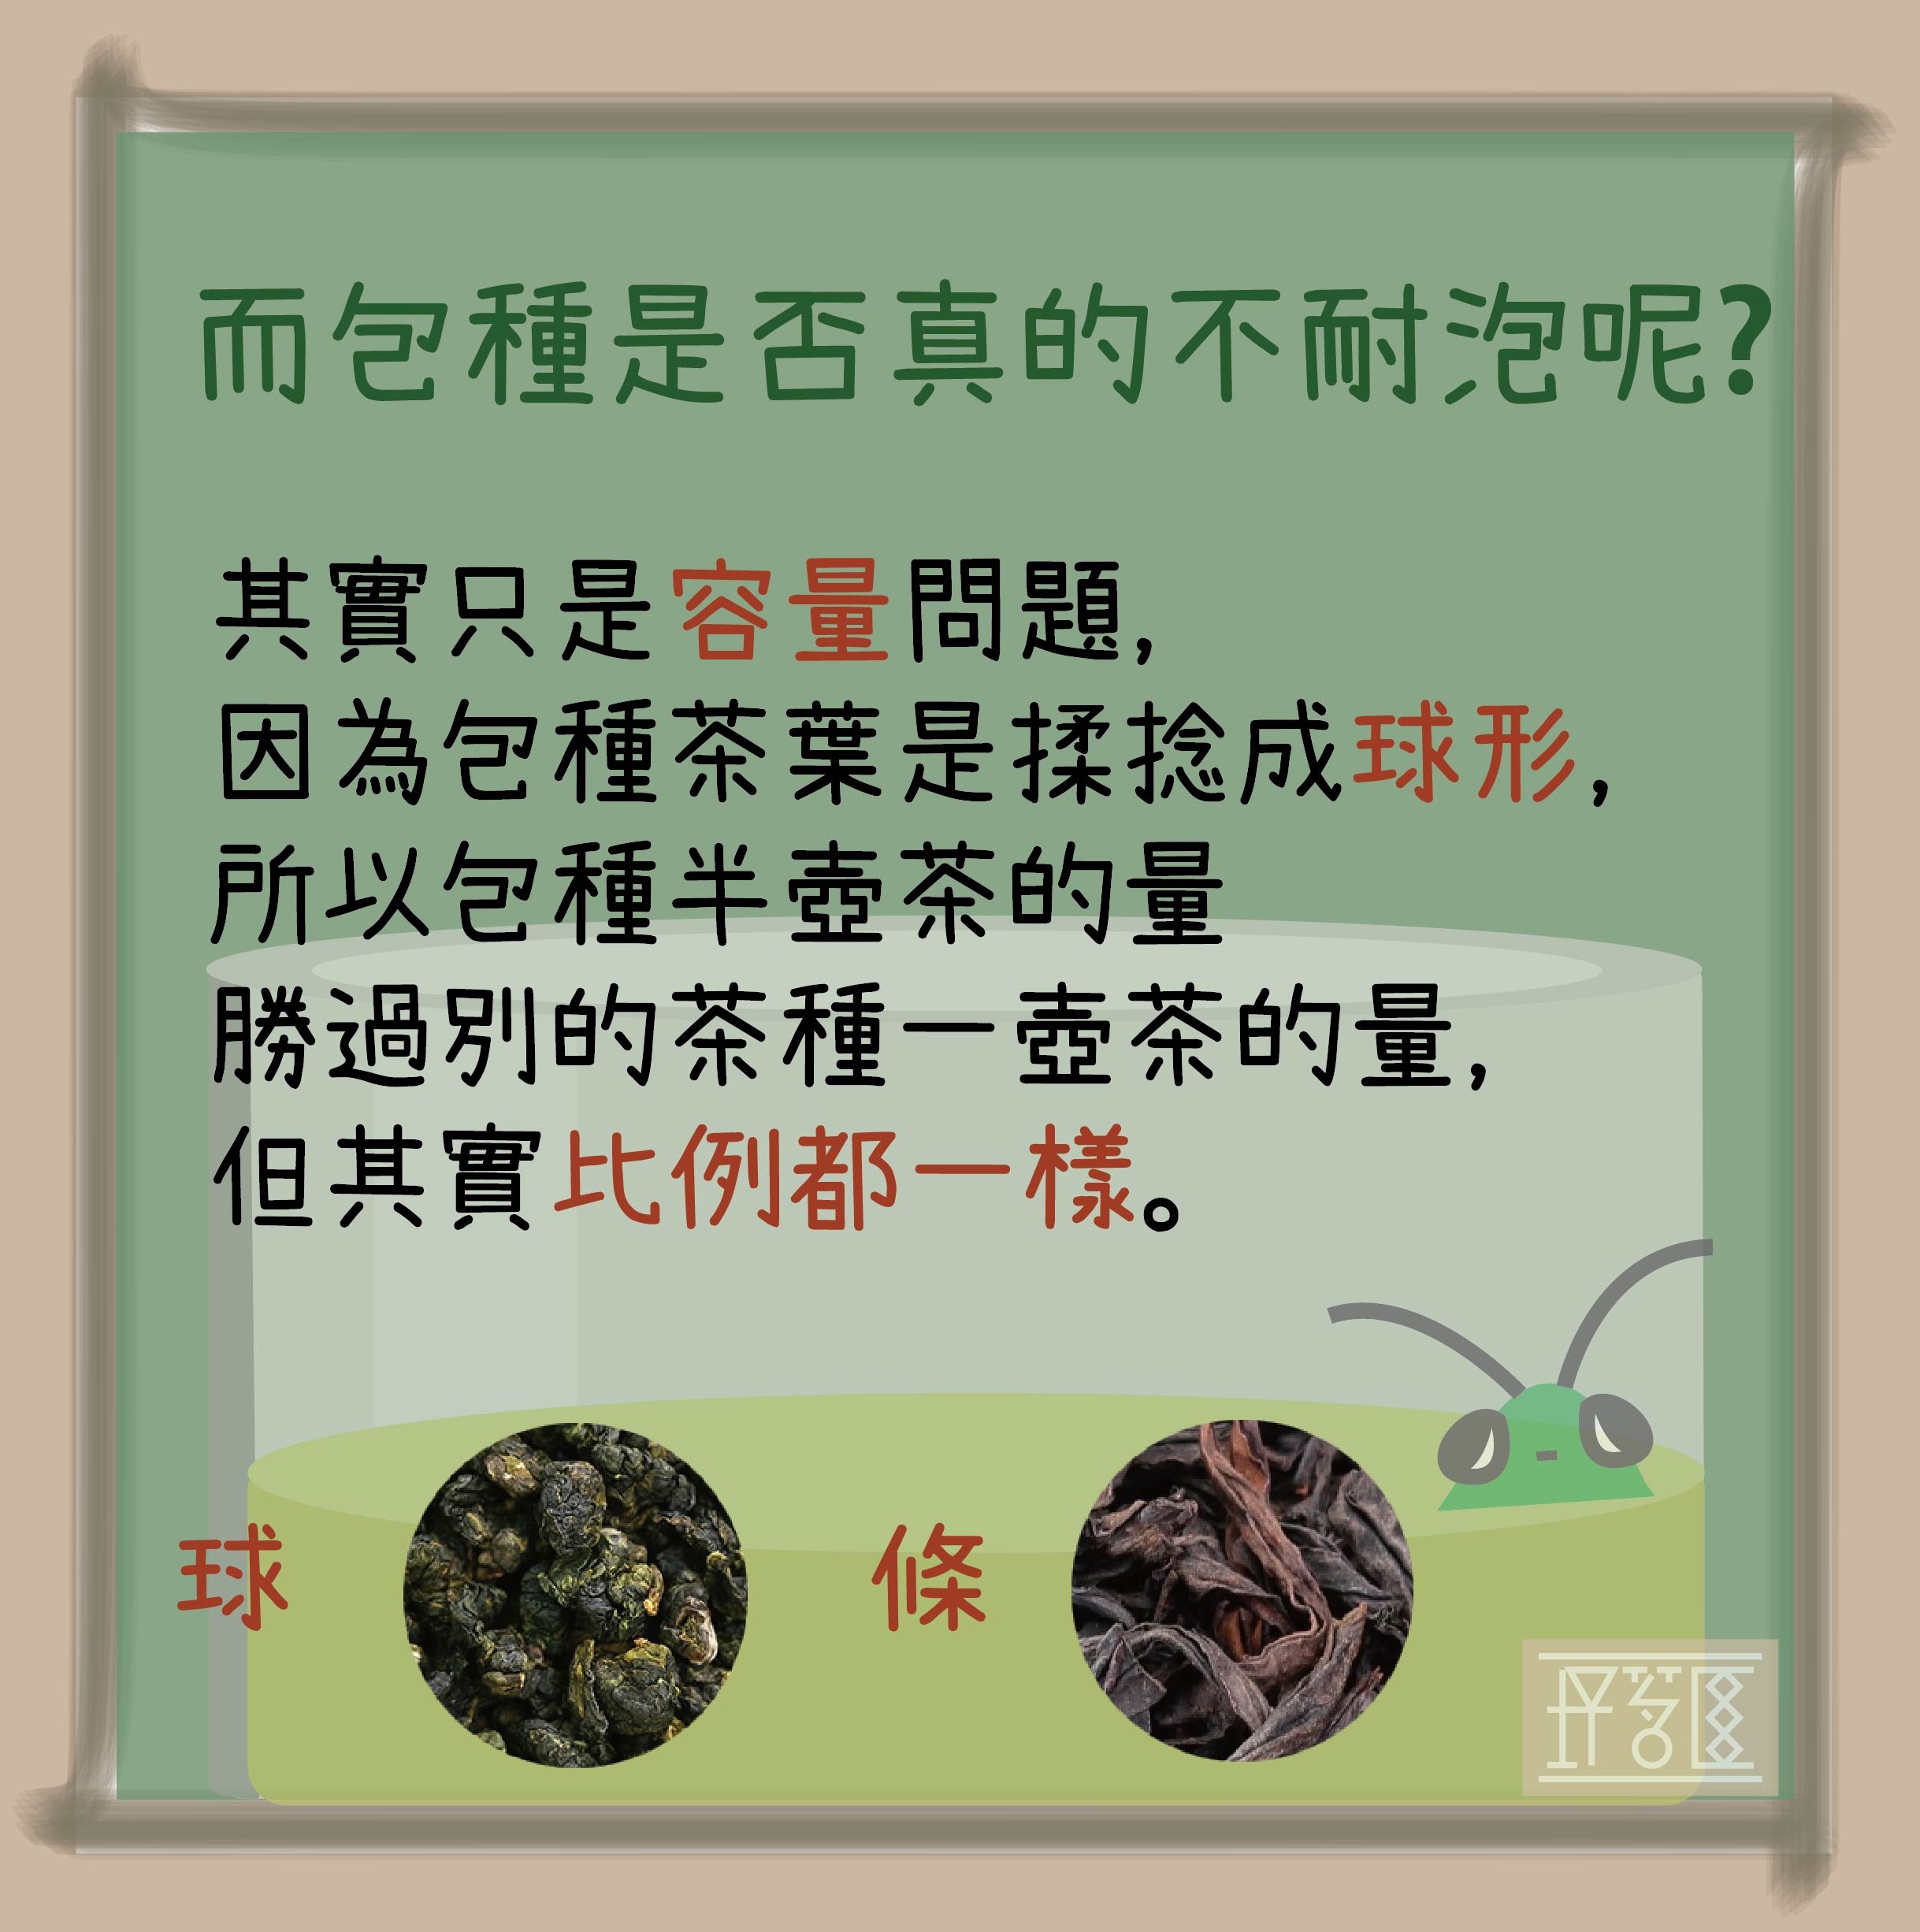 而包種是否真的不耐泡呢?
其實只是容量問題,
因為包種茶葉是揉捻成球形,
所以包種半壺茶的量
勝過別的茶種一壺茶的量,
但其實比例都一樣。
球
條